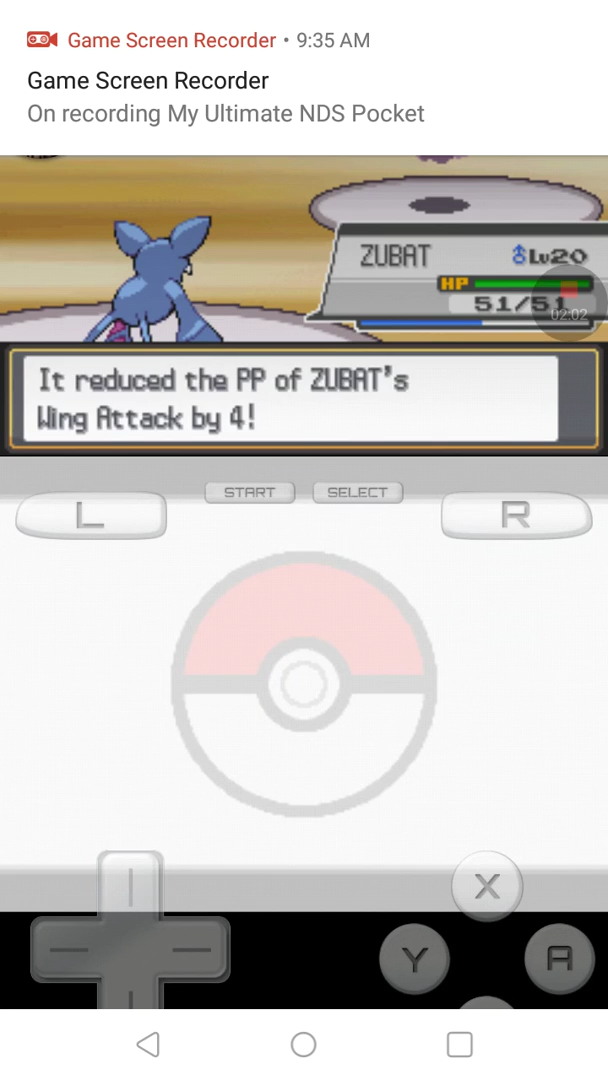 Game Screen Recorder • 9:35 AM
Game Screen Recorder
On recording My Ultimate NDS Pocket
ZUBAT ♂Lv20
HP
51/51
02:02
It reduced the PP of ZUBAT's
Wing Attack by 4!
START SELECT
L R
X
Y A